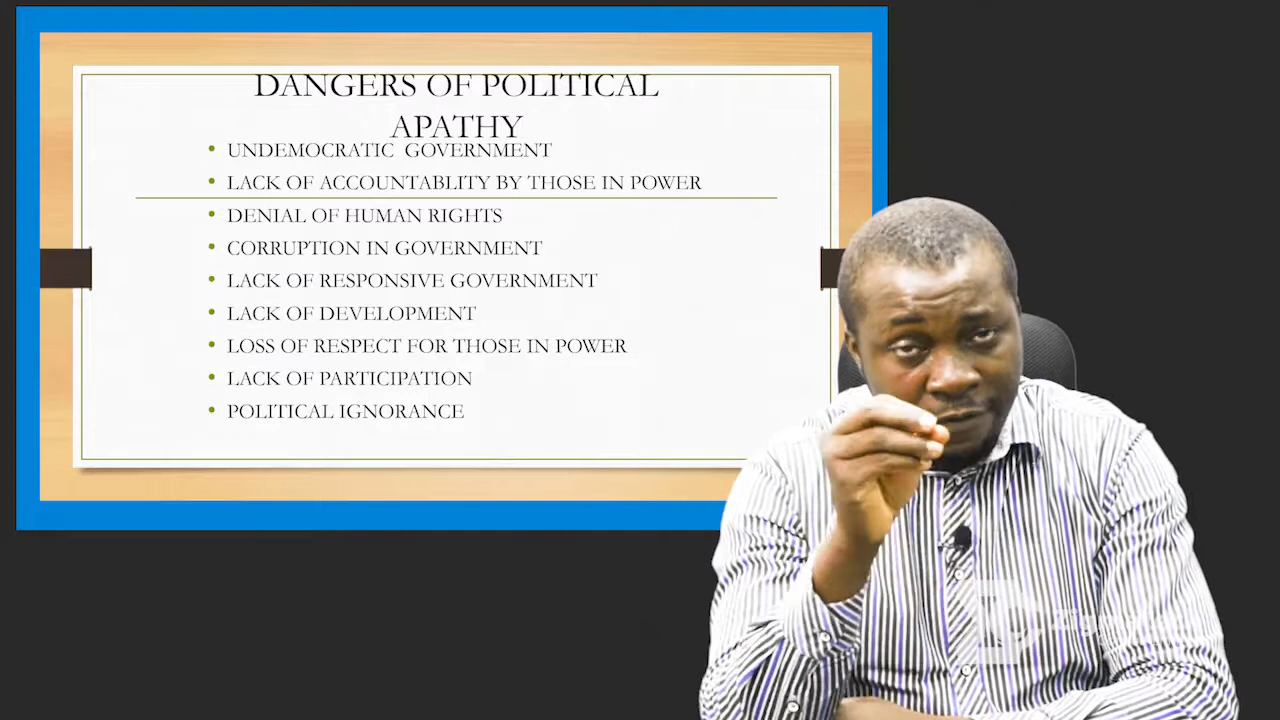 DANGERS OF POLITICAL
APATHY
• UNDEMOCRATIC GOVERNMENT
• LACK OF ACCOUNTABLITY BY THOSE IN POWER
• DENIAL OF HUMAN RIGHTS
• CORRUPTION IN GOVERNMENT
• LACK OF RESPONSIVE GOVERNMENT
• LACK OF DEVELOPMENT
• LOSS OF RESPECT FOR THOSE IN POWER
• LACK OF PARTICIPATION
• POLITICAL IGNORANCE